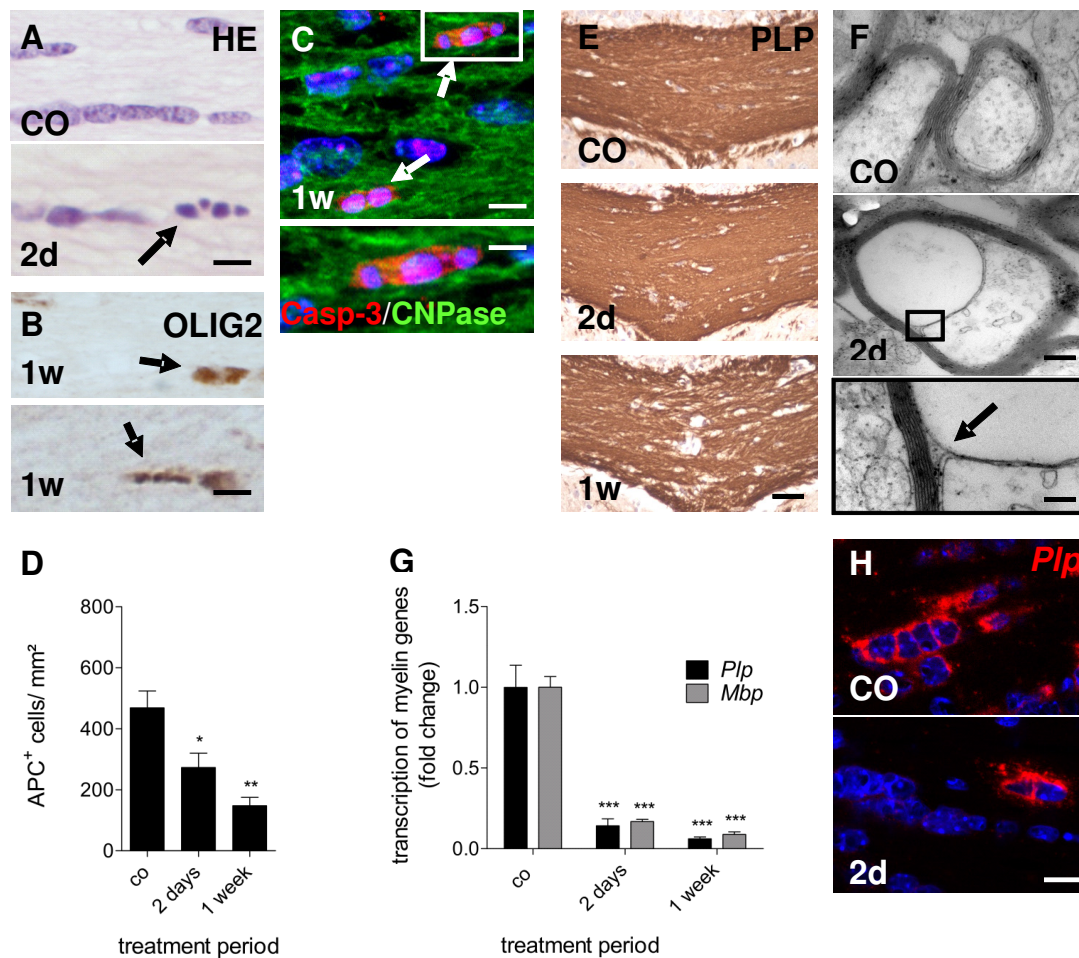 A HE
CO
2d
B OLIG2
1w
1w
C
1w
Casp-3/CNPase
E PLP
CO
2d
1w
F
CO
2d
D
APC⁺ cells/ mm²
800
600
400
200
0
*
**
co
2 days
1 week
treatment period
G
transcription of myelin genes
(fold change)
1.5
1.0
0.5
0.0
Plp
Mbp
*** ***
*** ***
co
2 days
1 week
treatment period
H Plp
CO
2d